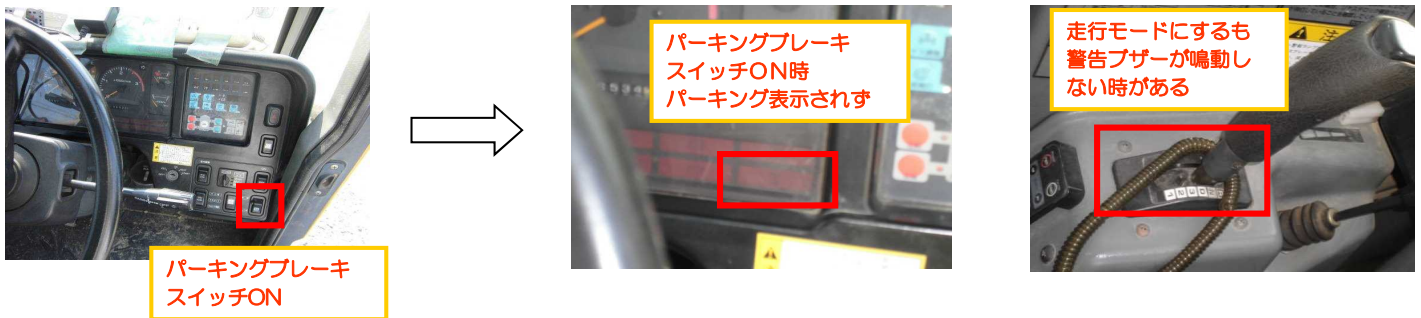 パーキングブレーキ
スイッチON
パーキングブレーキ
スイッチON時
パーキング表示されず
走行モードにするも
警告ブザーが鳴動し
ない時がある
注